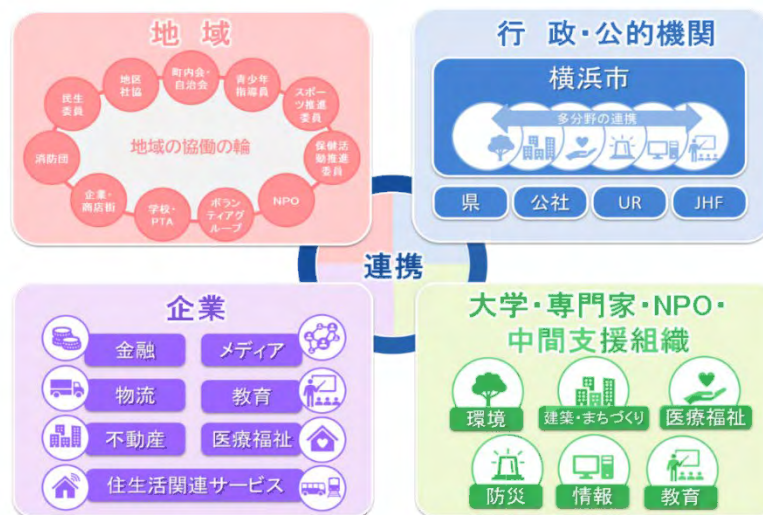 地域
民生
委員
地区
社協
町内会・
自治会
青少年
指導員
スポー
ツ推進
委員
消防団
地域の協働の輪
保健活
動推進
委員
企業・
商店街
学校・
PTA
ボラン
ティアグ
ループ
NPO
行政・公的機関
横浜市
多分野の連携
県
公社
UR
JHF
連携
企業
金融
メディア
物流
教育
不動産
医療福祉
住生活関連サービス
大学・専門家・NPO・
中間支援組織
環境
建築・まちづくり
医療福祉
防災
情報
教育